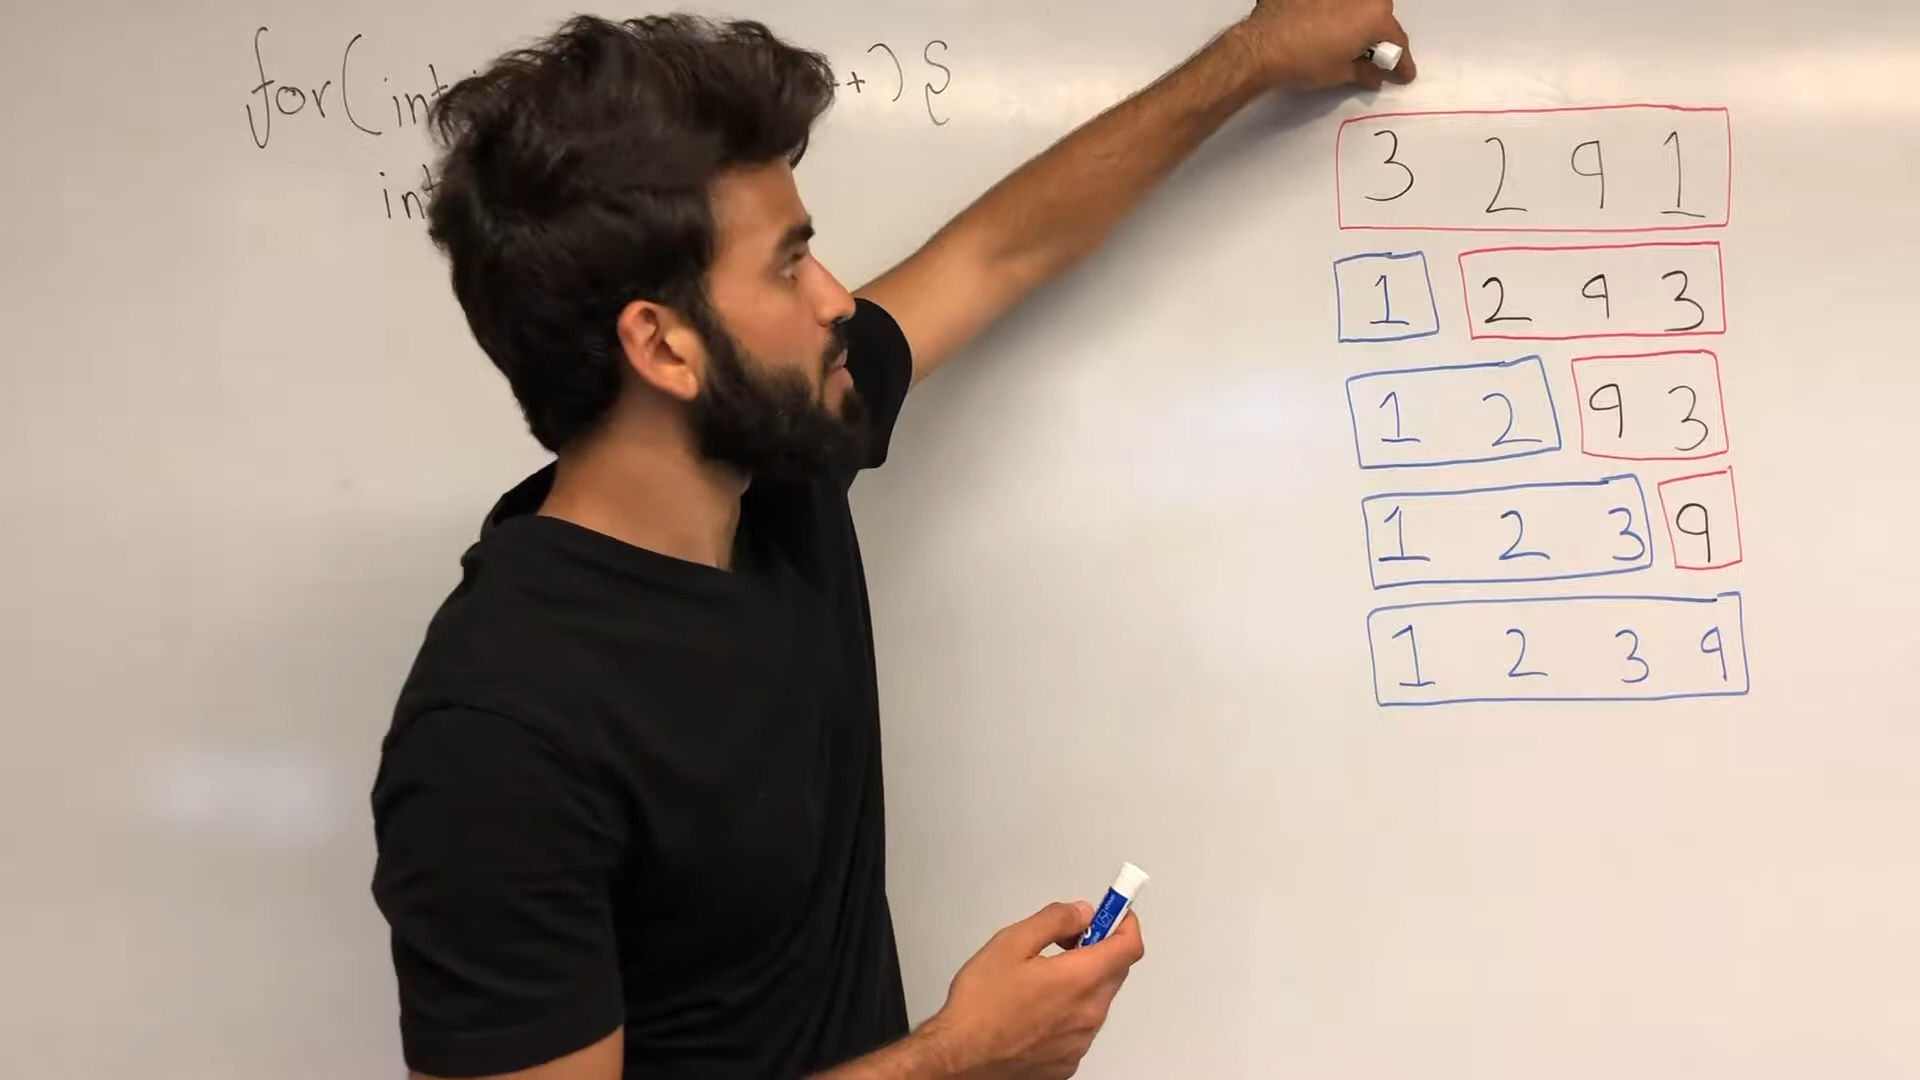 for(int ++){
int
3 2 9 1
1 2 9 3
1 2 9 3
1 2 3 9
1 2 3 9